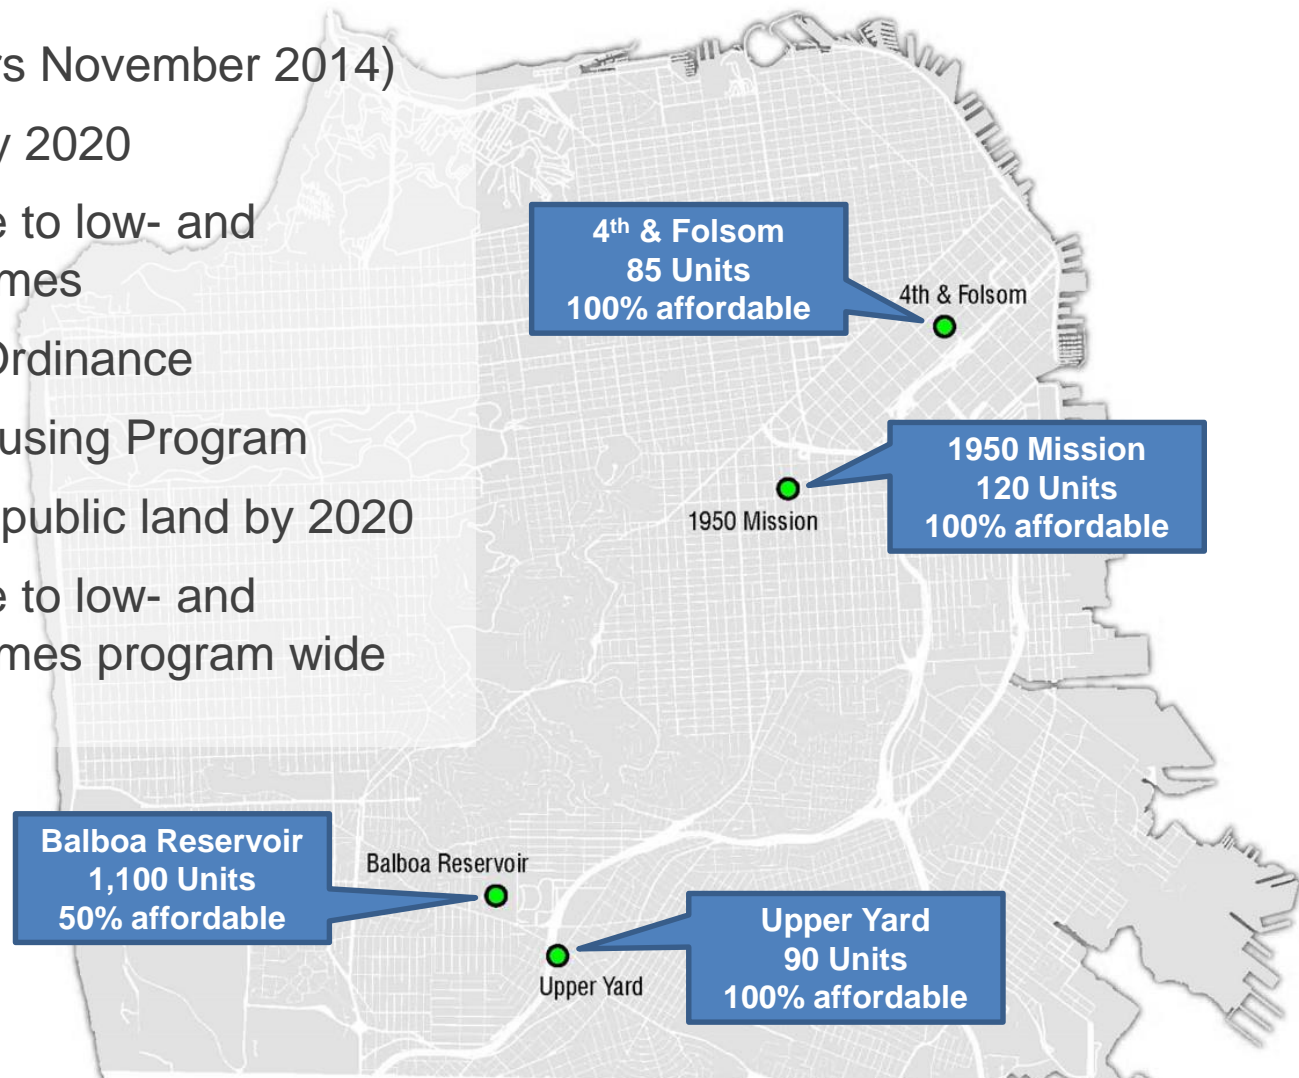 rs November 2014)
y 2020
e to low- and
mes
Ordinance
using Program
public land by 2020
e to low- and
mes program wide
4th & Folsom
85 Units
100% affordable
4th & Folsom
1950 Mission
120 Units
100% affordable
1950 Mission
Balboa Reservoir
1,100 Units
50% affordable
Balboa Reservoir
Upper Yard
90 Units
100% affordable
Upper Yard